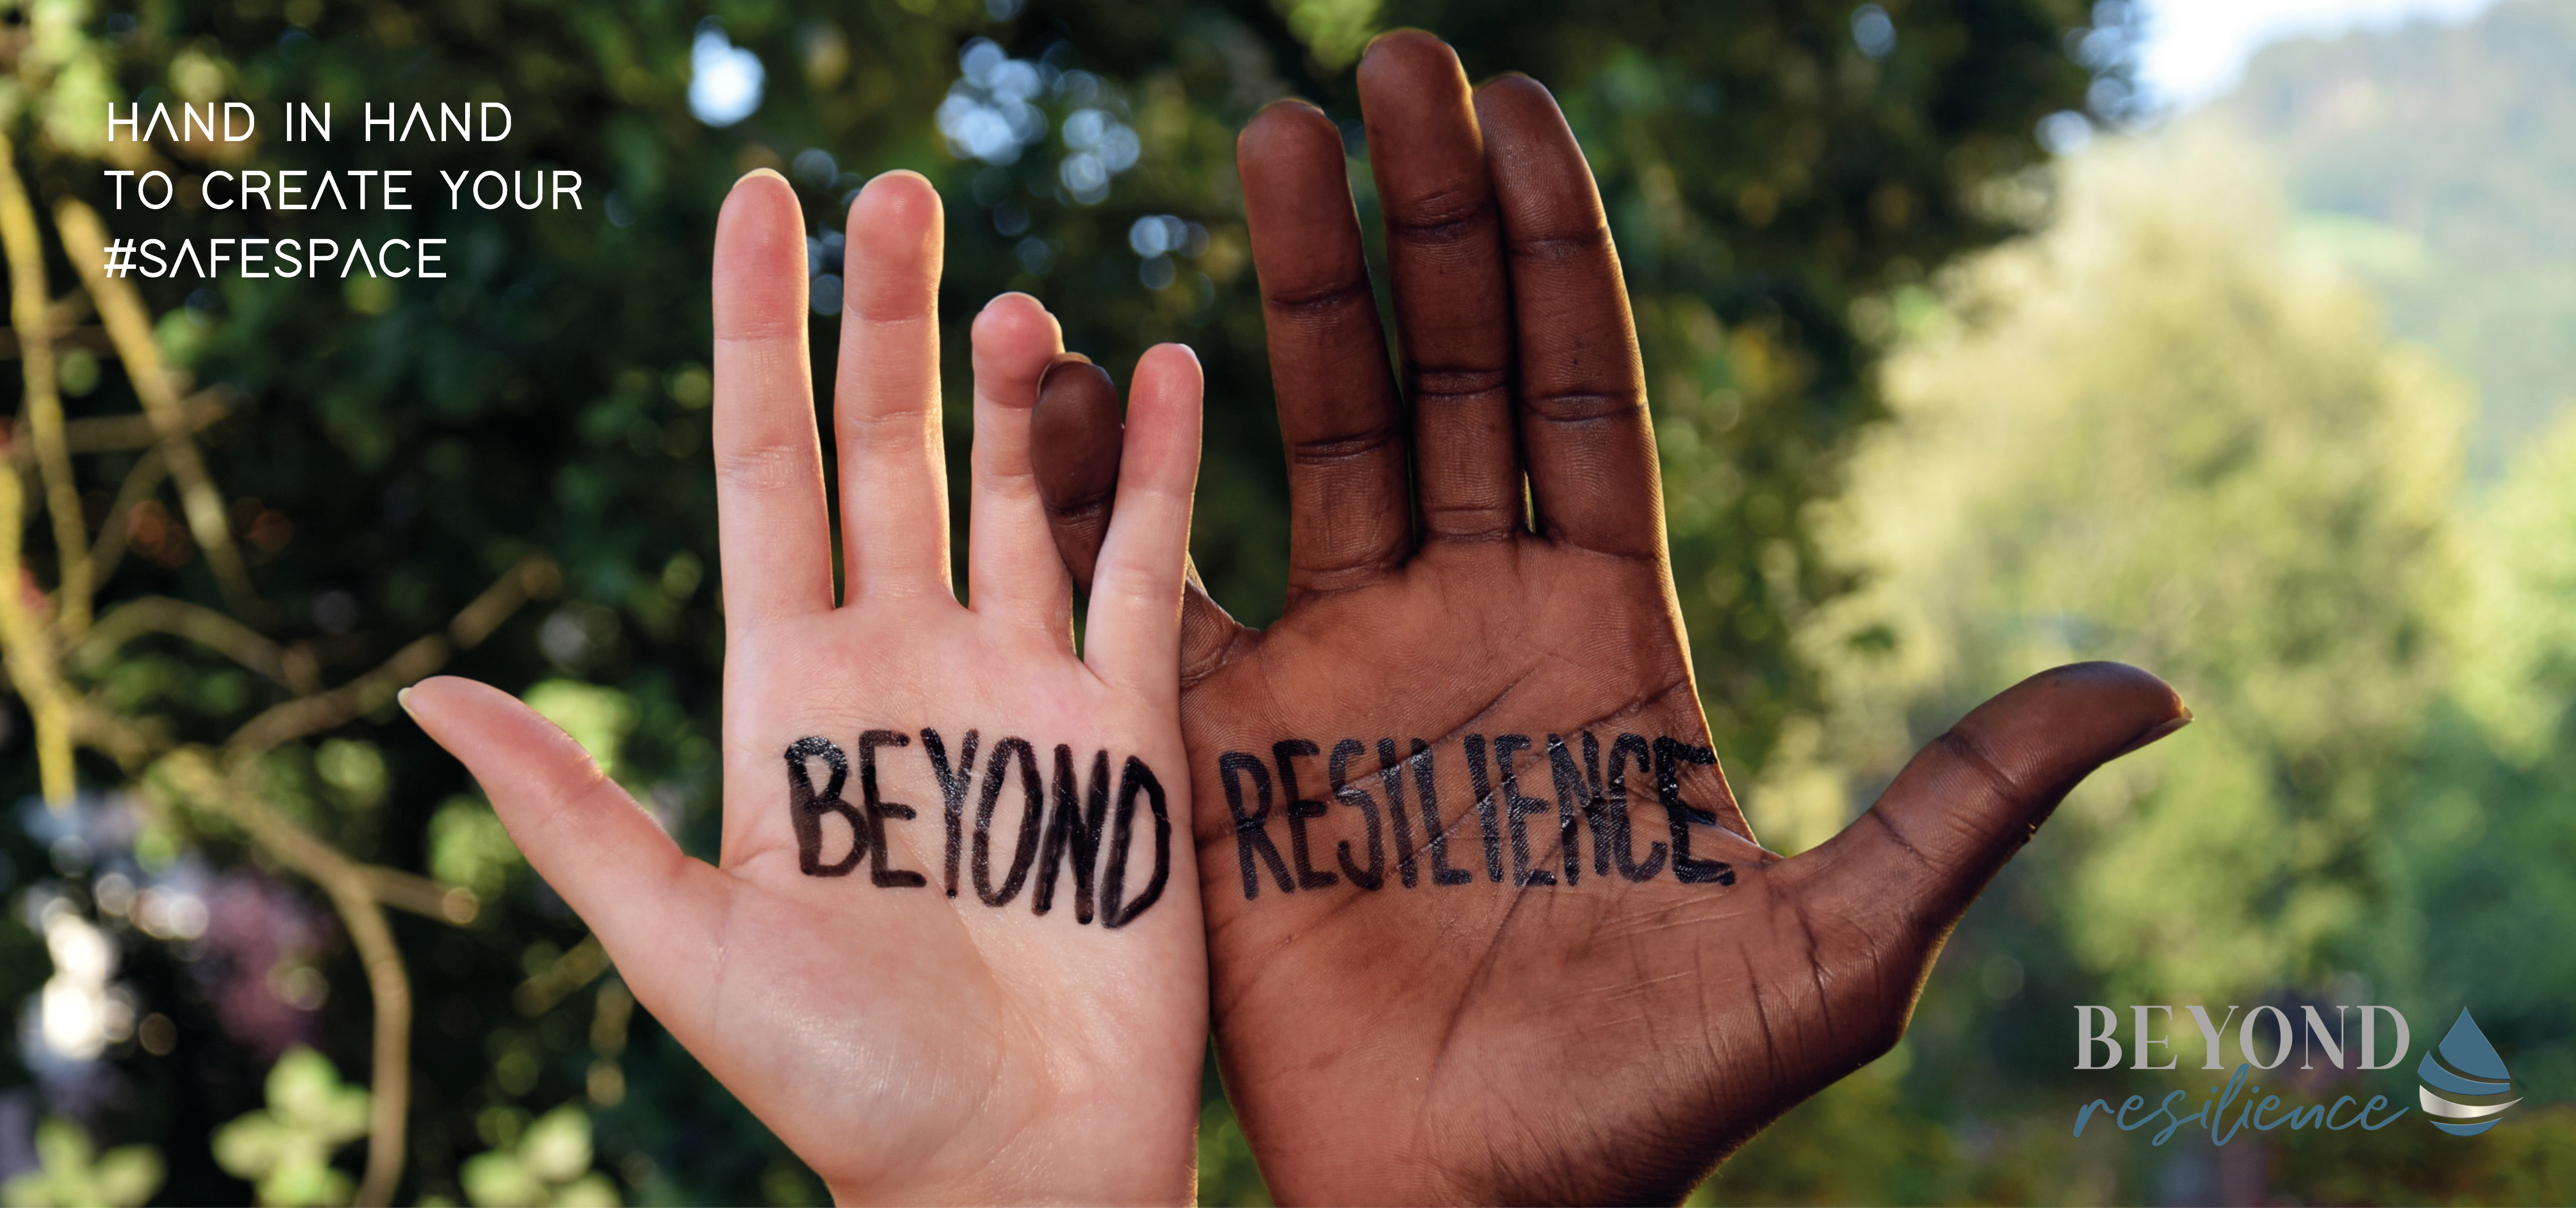 HAND IN HAND
TO CREATE YOUR
#SAFESPACE
BEYOND RESILIENCE
BEYOND
resilience